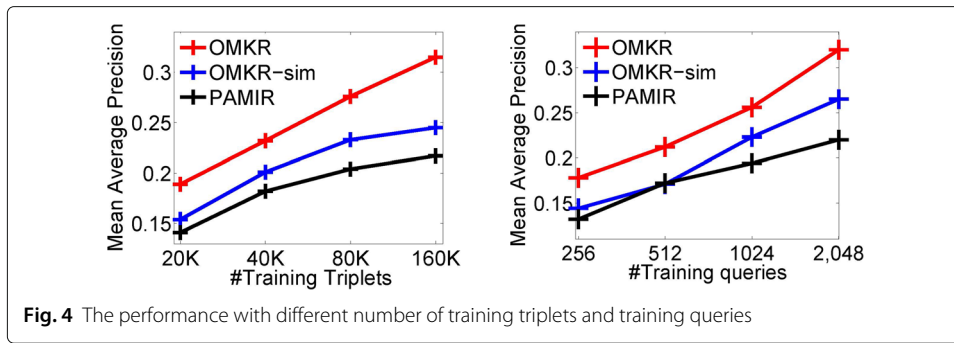 Mean Average Precision
0.3
0.25
0.2
0.15
OMKR
OMKR-sim
PAMIR
20K 40K 80K 160K
#Training Triplets
Mean Average Precision
0.3
0.25
0.2
0.15
OMKR
OMKR-sim
PAMIR
256 512 1024 2,048
#Training queries
Fig. 4 The performance with different number of training triplets and training queries